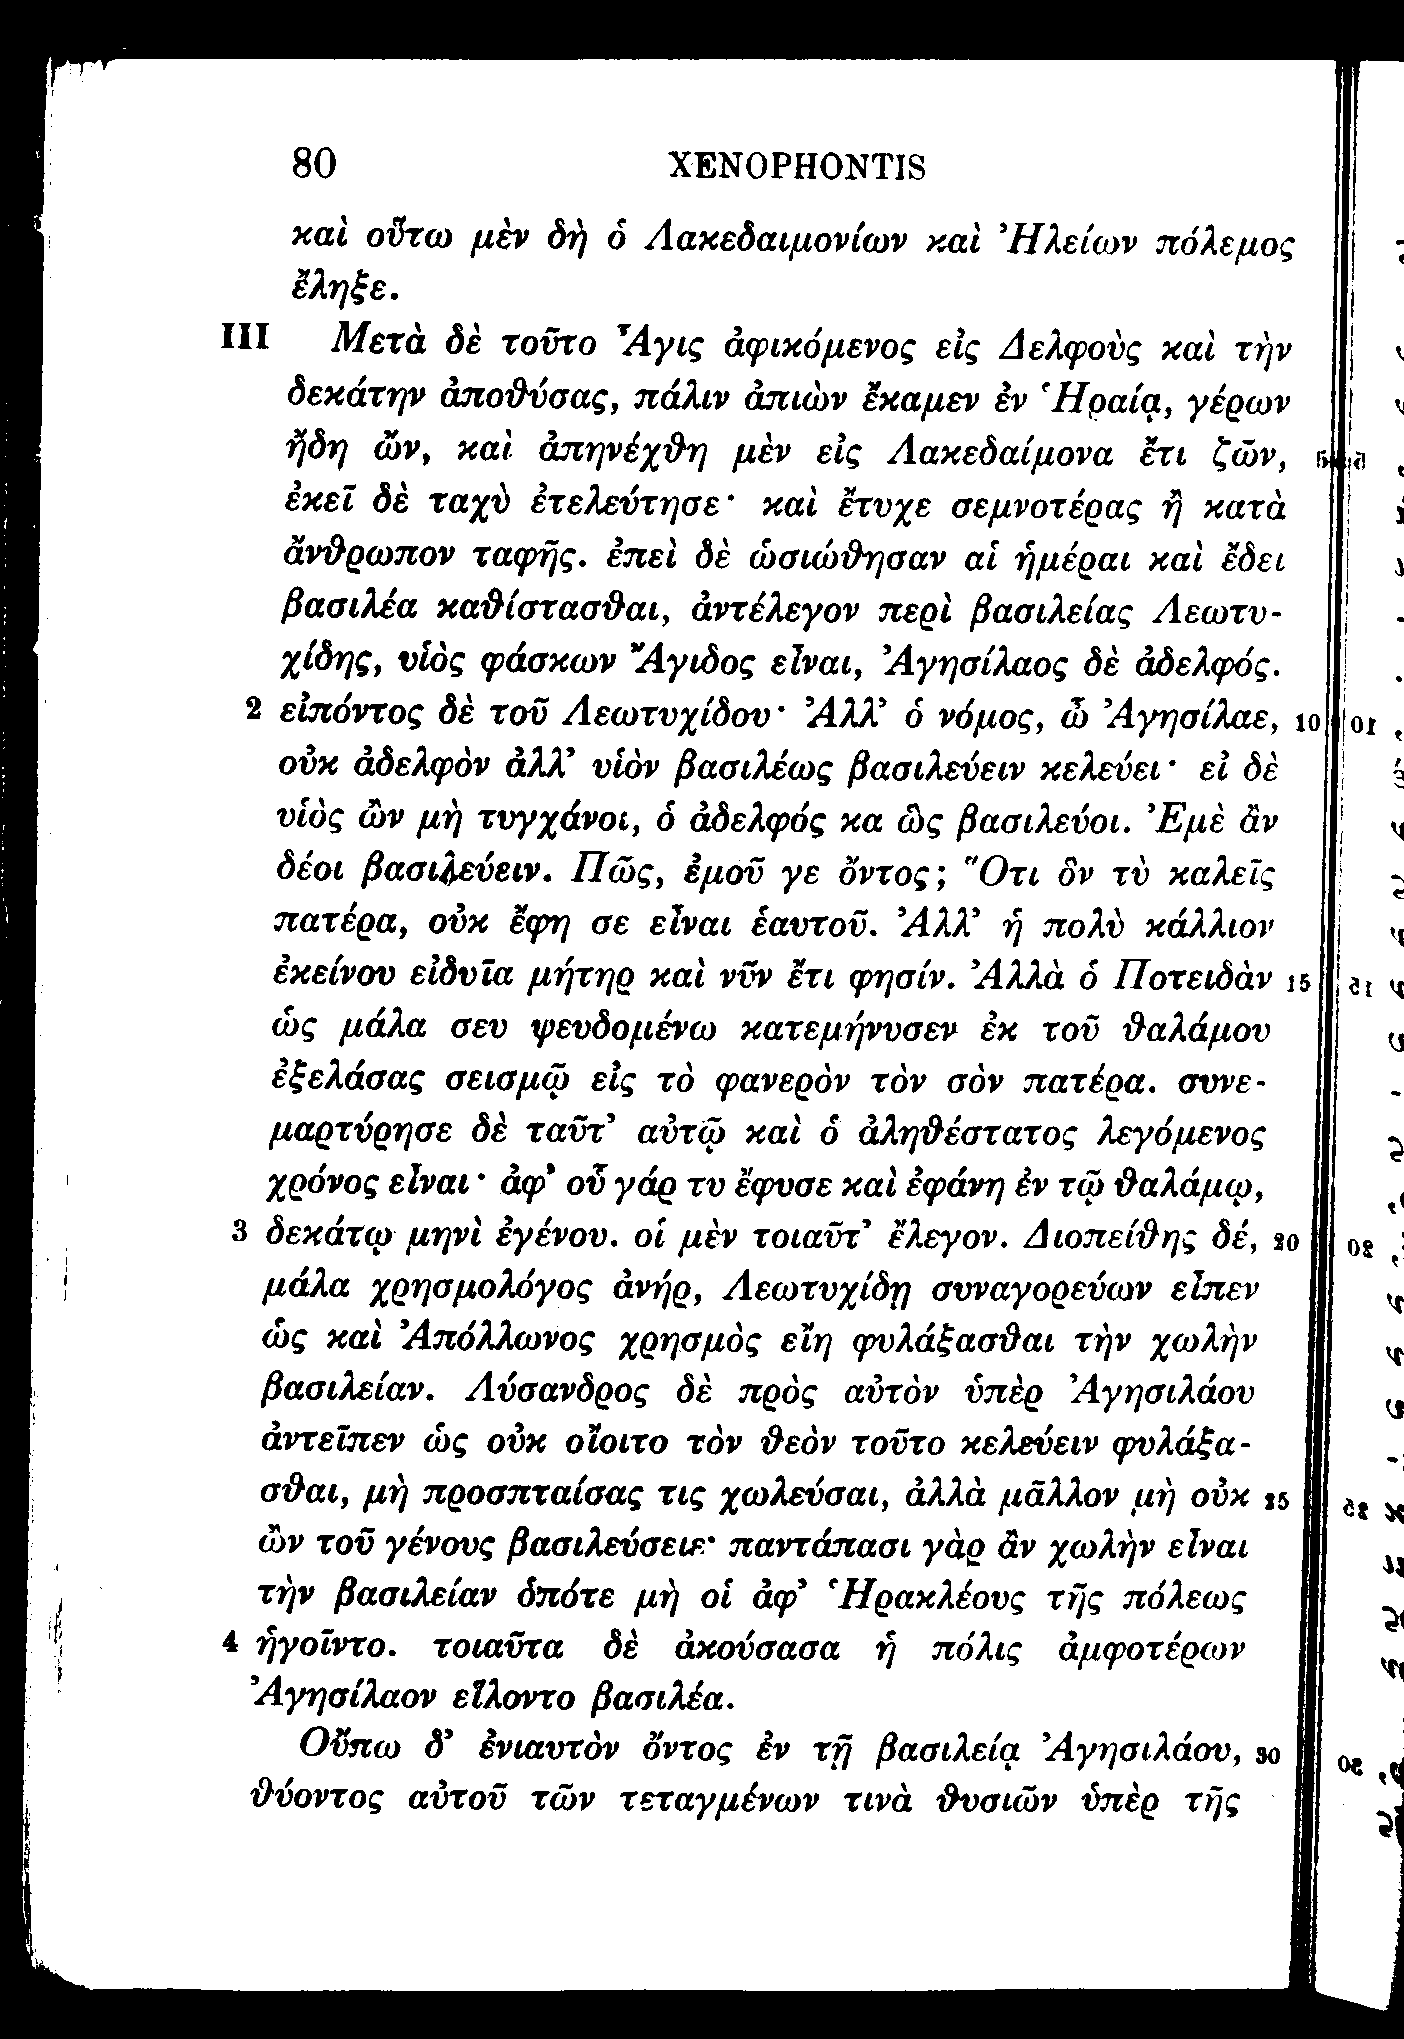 80 XENOPHONTIS
καὶ οὕτω μὲν δὴ ὁ Λακεδαιμονίων καὶ Ἠλείων πόλεμος
ἔληξε.
III Μετὰ δὲ τοῦτο Ἆγις ἀφικόμενος εἰς Δελφοὺς καὶ τὴν
δεκάτην ἀποθύσας, πάλιν ἀπιὼν ἔκαμεν ἐν Ἡραίᾳ, γέρων
ἤδη ὤν, καὶ ἀπηνέχθη μὲν εἰς Λακεδαίμονα ἔτι ζῶν, 5
ἐκεῖ δὲ ταχὺ ἐτελεύτησε· καὶ ἔτυχε σεμνοτέρας ἢ κατὰ
ἄνθρωπον ταφῆς. ἐπεὶ δὲ ὡσιώθησαν αἱ ἡμέραι καὶ ἔδει
βασιλέα καθίστασθαι, ἀντέλεγον περὶ βασιλείας Λεωτυ-
χίδης, υἱὸς φάσκων Ἄγιδος εἶναι, Ἀγησίλαος δὲ ἀδελφός.
2 εἰπόντος δὲ τοῦ Λεωτυχίδου· Ἀλλ’ ὁ νόμος, ὦ Ἀγησίλαε, 10
οὐκ ἀδελφὸν ἀλλ’ υἱὸν βασιλέως βασιλεύειν κελεύει· εἰ δὲ
υἱὸς ὢν μὴ τυγχάνοι, ὁ ἀδελφός κα ὣς βασιλεύοι. Ἐμὲ ἂν
δέοι βασιλεύειν. Πῶς, ἐμοῦ γε ὄντος; Ὅτι ὃν τὺ καλεῖς
πατέρα, οὐκ ἔφη σε εἶναι ἑαυτοῦ. Ἀλλ’ ἡ πολὺ κάλλιον
ἐκείνου εἰδυῖα μήτηρ καὶ νῦν ἔτι φησίν. Ἀλλὰ ὁ Ποτειδὰν 15
ὡς μάλα σευ ψευδομένω κατεμήνυσεν ἐκ τοῦ θαλάμου
ἐξελάσας σεισμῷ εἰς τὸ φανερὸν τὸν σὸν πατέρα. συνε-
μαρτύρησε δὲ ταῦτ’ αὐτῷ καὶ ὁ ἀληθέστατος λεγόμενος
χρόνος εἶναι· ἀφ’ οὗ γάρ τυ ἔφυσε καὶ ἐφάνη ἐν τῷ θαλάμῳ,
3 δεκάτῳ μηνὶ ἐγένου. οἱ μὲν τοιαῦτ’ ἔλεγον. Διοπείθης δέ, 20
μάλα χρησμολόγος ἀνήρ, Λεωτυχίδῃ συναγορεύων εἶπεν
ὡς καὶ Ἀπόλλωνος χρησμὸς εἴη φυλάξασθαι τὴν χωλὴν
βασιλείαν. Λύσανδρος δὲ πρὸς αὐτὸν ὑπὲρ Ἀγησιλάου
ἀντεῖπεν ὡς οὐκ οἴοιτο τὸν θεὸν τοῦτο κελεύειν φυλάξα-
σθαι, μὴ προσπταίσας τις χωλεύσαι, ἀλλὰ μᾶλλον μὴ οὐκ 25
ὢν τοῦ γένους βασιλεύσειε· παντάπασι γὰρ ἂν χωλὴν εἶναι
τὴν βασιλείαν ὁπότε μὴ οἱ ἀφ’ Ἡρακλέους τῆς πόλεως
4 ἡγοῖντο. τοιαῦτα δὲ ἀκούσασα ἡ πόλις ἀμφοτέρων
Ἀγησίλαον εἵλοντο βασιλέα.
Οὔπω δ’ ἐνιαυτὸν ὄντος ἐν τῇ βασιλείᾳ Ἀγησιλάου, 30
θύοντος αὐτοῦ τῶν τεταγμένων τινὰ θυσιῶν ὑπὲρ τῆς